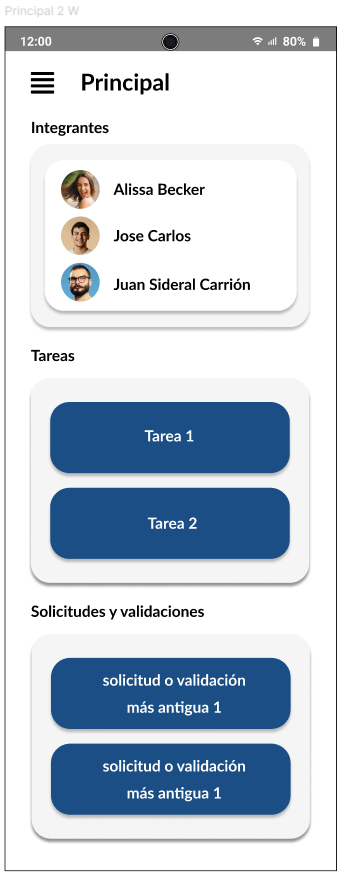 Principal 2 W
12:00
80%
Principal
Integrantes
Alissa Becker
Jose Carlos
Juan Sideral Carrión
Tareas
Tarea 1
Tarea 2
Solicitudes y validaciones
solicitud o validación
más antigua 1
solicitud o validación
más antigua 1